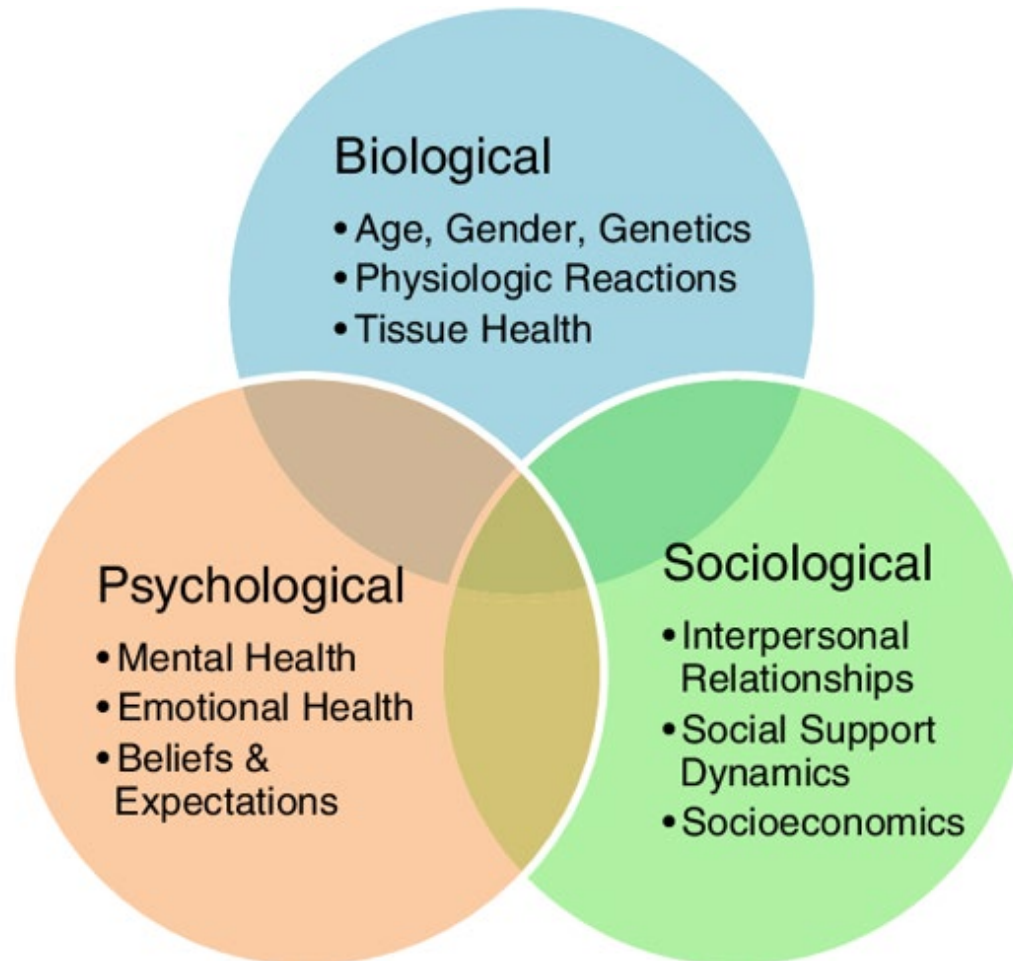 Biological
• Age, Gender, Genetics
• Physiologic Reactions
• Tissue Health
Psychological
• Mental Health
• Emotional Health
• Beliefs &
Expectations
Sociological
• Interpersonal
Relationships
• Social Support
Dynamics
• Socioeconomics